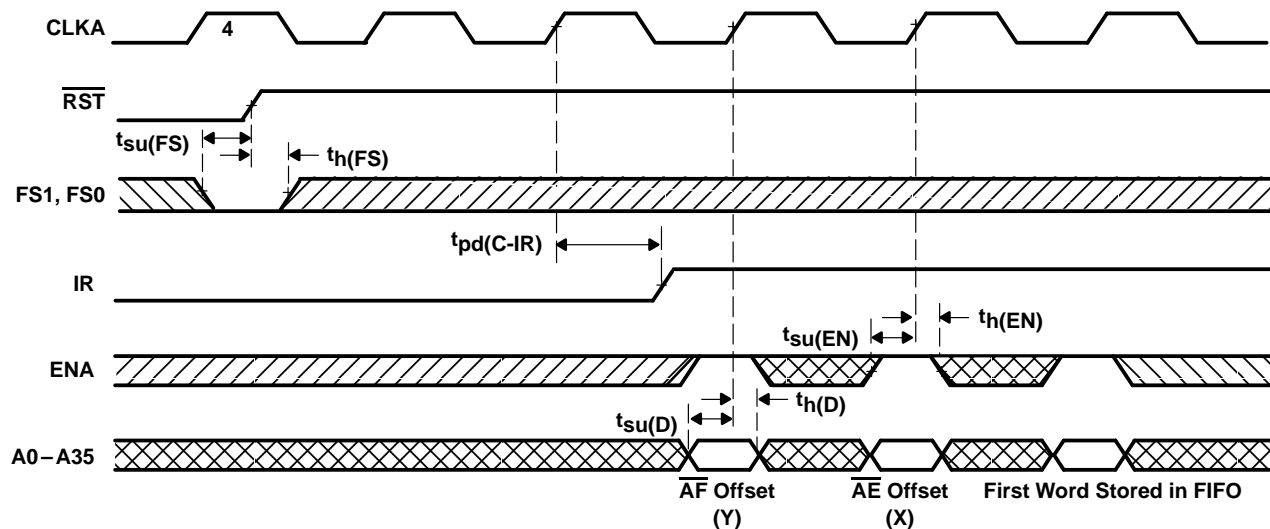 CLKA
4
RST
tsu(FS)
th(FS)
FS1, FS0
tpd(C-IR)
IR
tsu(EN)
th(EN)
ENA
tsu(D)
th(D)
A0–A35
AF Offset
(Y)
AE Offset
(X)
First Word Stored in FIFO